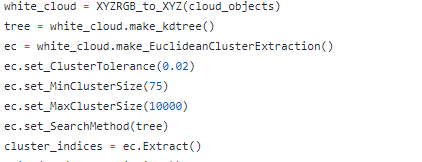 white_cloud = XYZRGB_to_XYZ(cloud_objects)
tree = white_cloud.make_kdtree()
ec = white_cloud.make_EuclideanClusterExtraction()
ec.set_ClusterTolerance(0.02)
ec.set_MinClusterSize(75)
ec.set_MaxClusterSize(10000)
ec.set_SearchMethod(tree)
cluster_indices = ec.Extract()